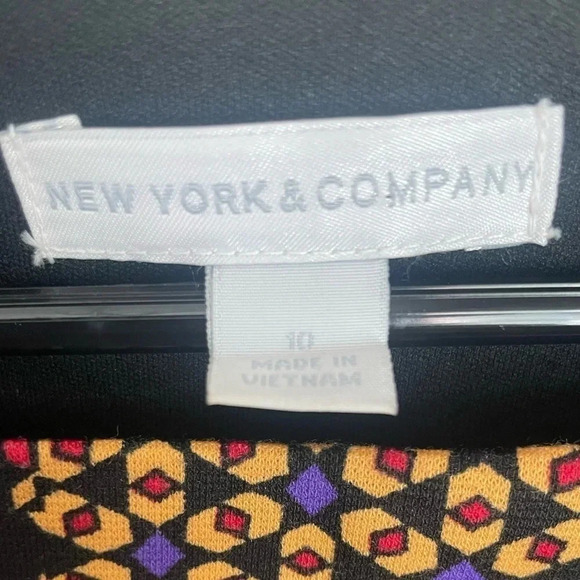 NEW YORK & COMPANY
10
MADE IN
VIETNAM